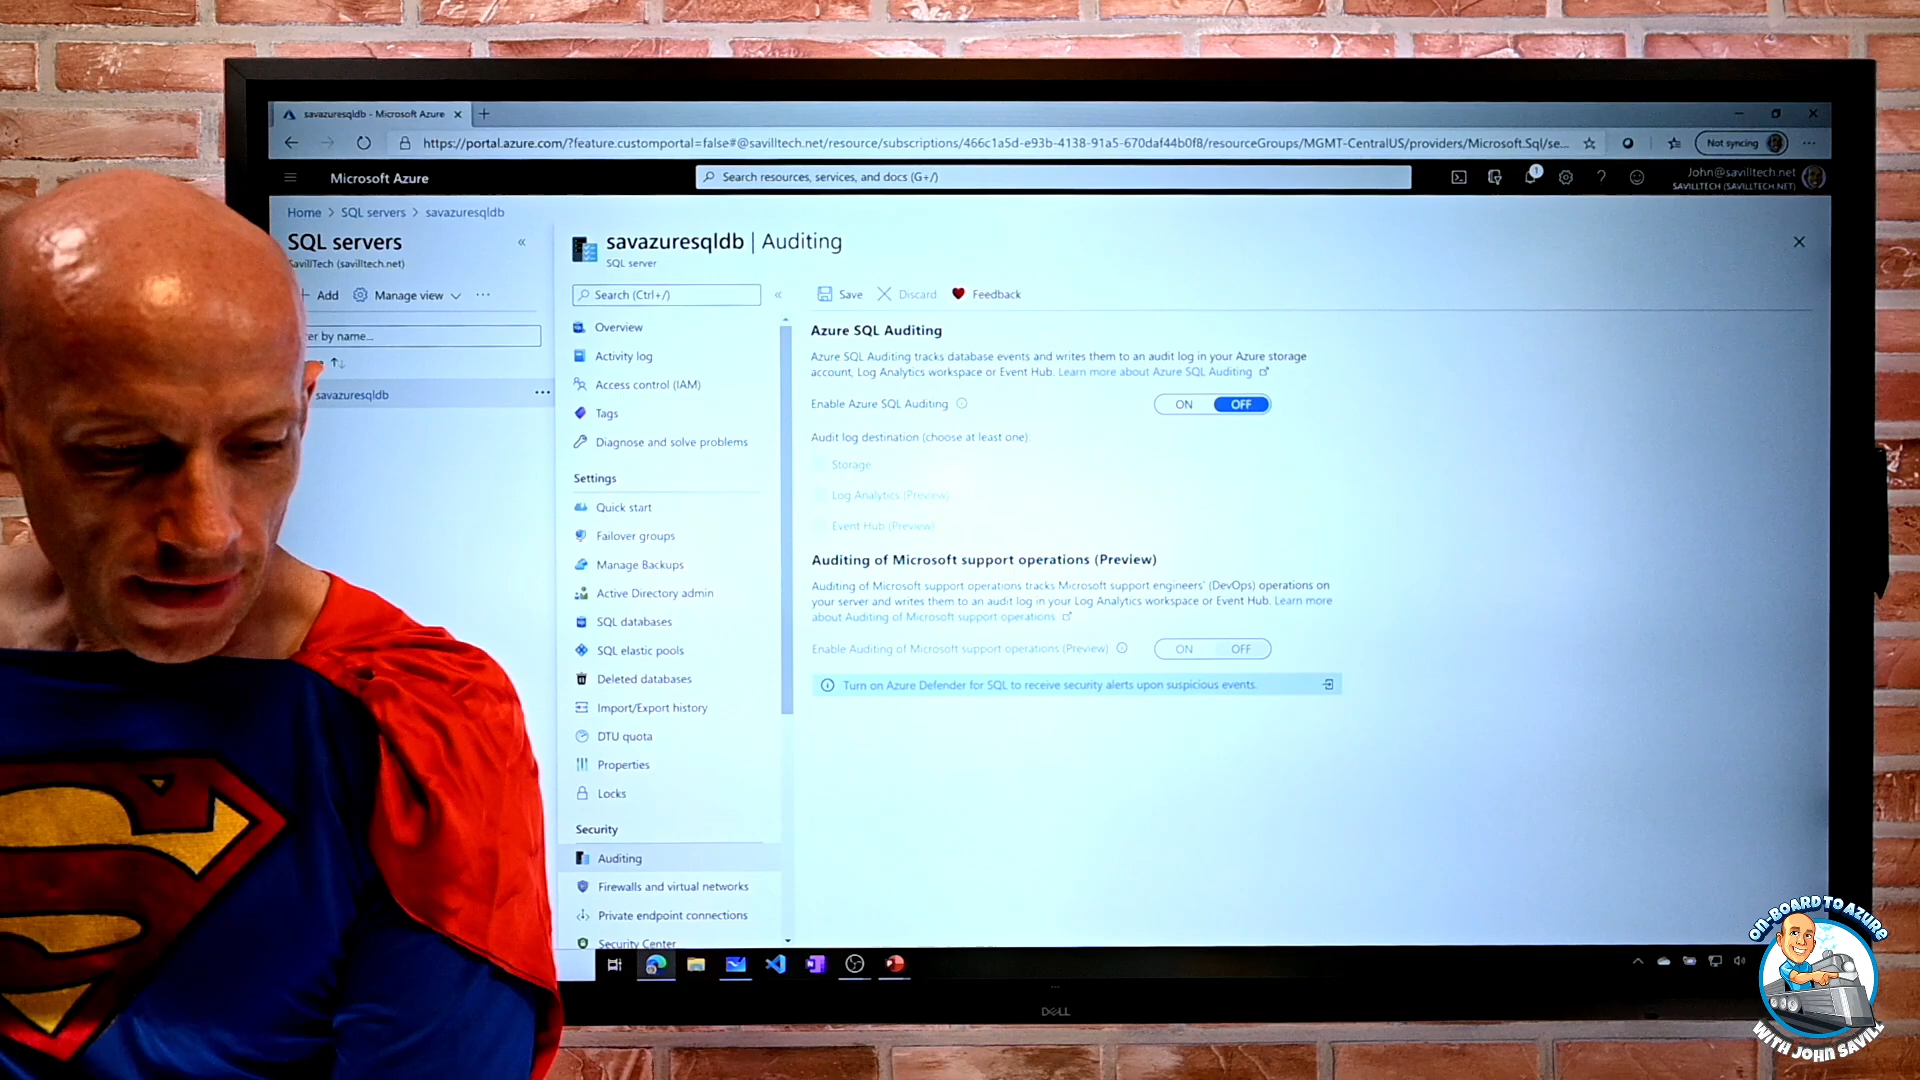 savazuresqldb - Microsoft Azure
https://portal.azure.com/?feature.customportal=false#@savilltech.net/resource/subscriptions/466c1a5d-e93b-4138-91a5-670daf44b0f8/resourceGroups/MGMT-CentralUS/providers/Microsoft.Sql/se...
Not syncing
Microsoft Azure
Search resources, services, and docs (G+/)
1
John@savilltech.net
SAVILLTECH (SAVILLTECH.NET)
Home > SQL servers > savazuresqldb
SQL servers
SavillTech (savilltech.net)
Add
Manage view
er by name...
savazuresqldb
savazuresqldb | Auditing
SQL server
Search (Ctrl+/)
Overview
Activity log
Access control (IAM)
Tags
Diagnose and solve problems
Settings
Quick start
Failover groups
Manage Backups
Active Directory admin
SQL databases
SQL elastic pools
Deleted databases
Import/Export history
DTU quota
Properties
Locks
Security
Auditing
Firewalls and virtual networks
Private endpoint connections
Security Center
Save
Discard
Feedback
Azure SQL Auditing
Azure SQL Auditing tracks database events and writes them to an audit log in your Azure storage
account, Log Analytics workspace or Event Hub. Learn more about Azure SQL Auditing
Enable Azure SQL Auditing
ON OFF
Audit log destination (choose at least one):
Storage
Log Analytics (Preview)
Event Hub (Preview)
Auditing of Microsoft support operations (Preview)
Auditing of Microsoft support operations tracks Microsoft support engineers' (DevOps) operations on
your server and writes them to an audit log in your Log Analytics workspace or Event Hub. Learn more
about Auditing of Microsoft support operations
Enable Auditing of Microsoft support operations (Preview)
ON OFF
Turn on Azure Defender for SQL to receive security alerts upon suspicious events.
DELL
ON-BOARD TO AZURE
WITH JOHN SAVILL